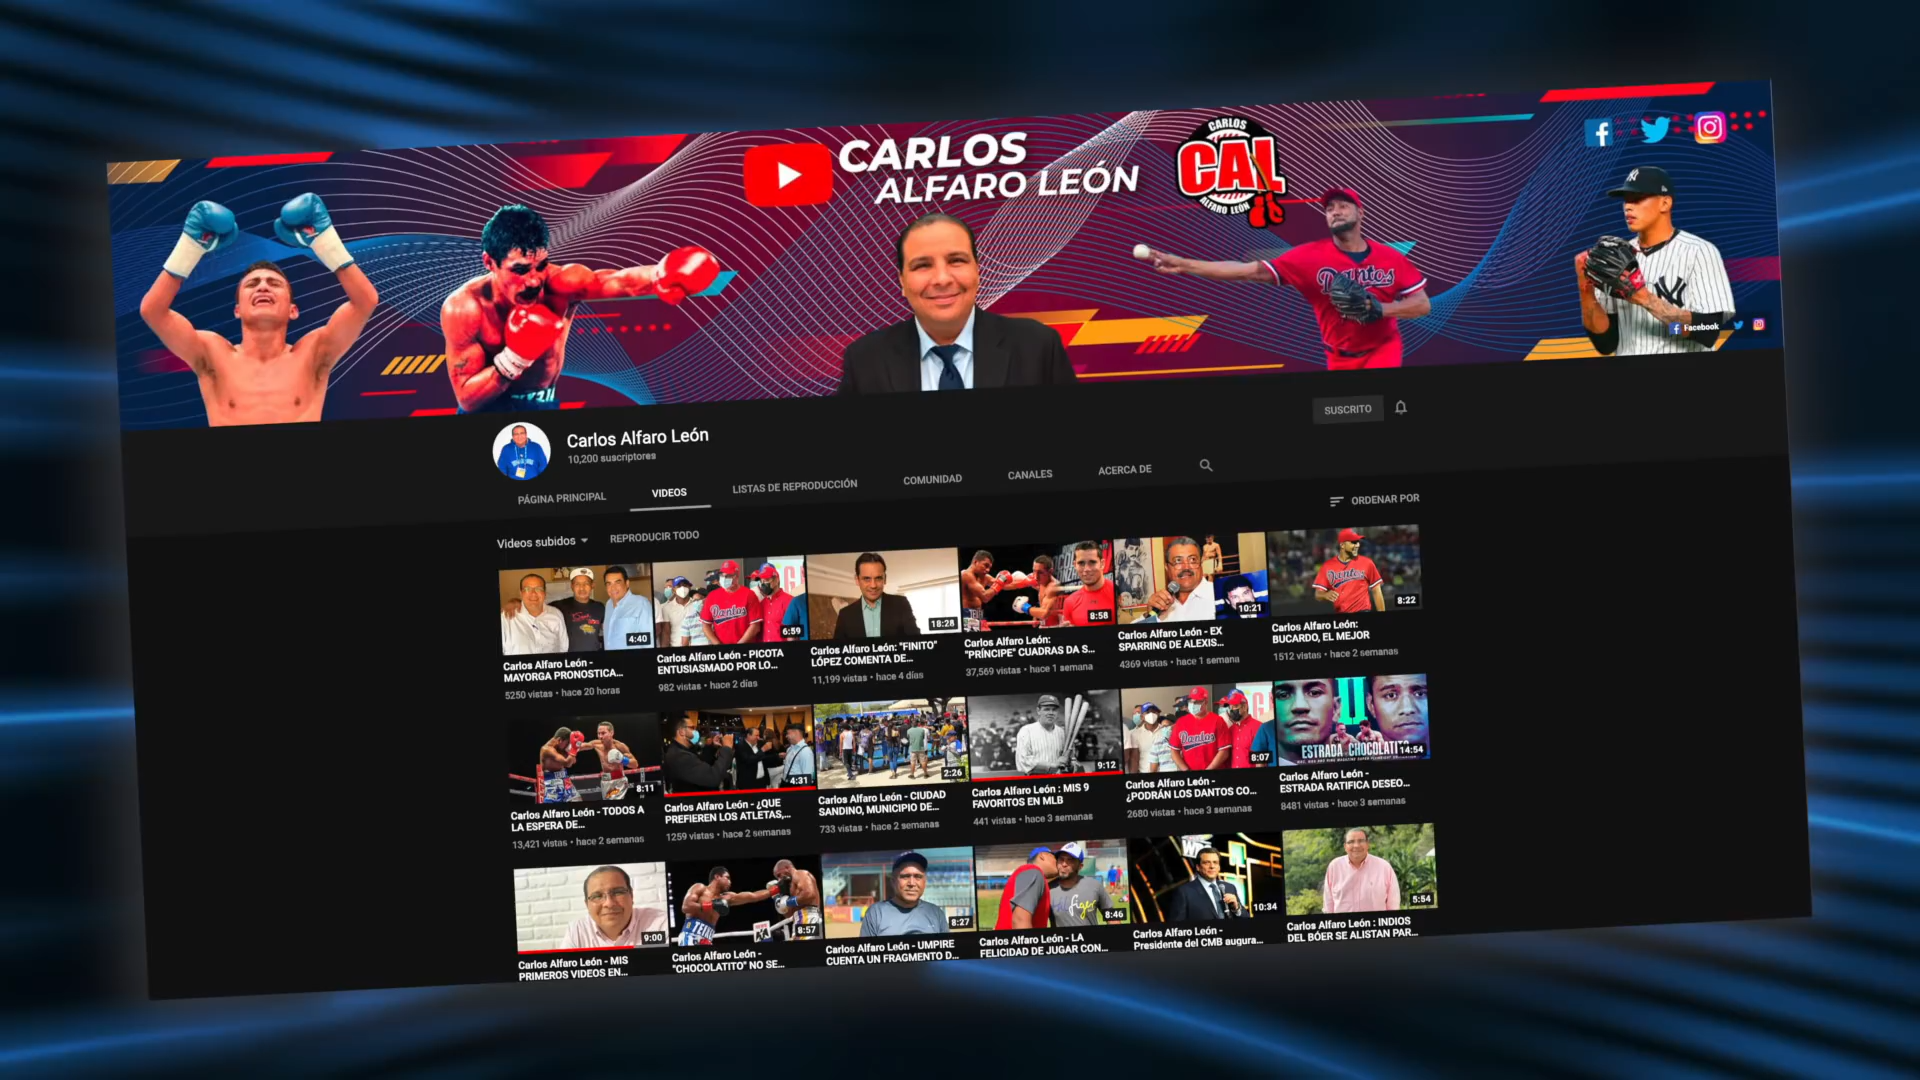 CARLOS
ALFARO LEÓN
CARLOS
CAL
ALFARO LEÓN
Dantos
Facebook
Carlos Alfaro León
10,200 suscriptores
SUSCRITO
PÁGINA PRINCIPAL
VIDEOS
LISTAS DE REPRODUCCIÓN
COMUNIDAD
CANALES
ACERCA DE
Videos subidos
REPRODUCIR TODO
ORDENAR POR
4:40
6:59
18:28
8:58
10:21
8:22
Carlos Alfaro León -
MAYORGA PRONOSTICA...
5250 vistas • hace 20 horas
Carlos Alfaro León - PICOTA
ENTUSIASMADO POR LO...
982 vistas • hace 2 días
Carlos Alfaro León: "FINITO"
LÓPEZ COMENTA DE...
11,199 vistas • hace 4 días
Carlos Alfaro León:
"PRÍNCIPE" CUADRAS DA S...
37,569 vistas • hace 1 semana
Carlos Alfaro León - EX
SPARRING DE ALEXIS...
4369 vistas • hace 1 semana
Carlos Alfaro León:
BUCARDO, EL MEJOR
1512 vistas • hace 2 semanas
8:11
4:31
2:26
9:12
8:07
ESTRADA CHOCOLATI
14:54
Carlos Alfaro León - TODOS A
LA ESPERA DE...
13,421 vistas • hace 2 semanas
Carlos Alfaro León - ¿QUE
PREFIEREN LOS ATLETAS,...
1259 vistas • hace 2 semanas
Carlos Alfaro León - CIUDAD
SANDINO, MUNICIPIO DE...
733 vistas • hace 2 semanas
Carlos Alfaro León : MIS 9
FAVORITOS EN MLB
441 vistas • hace 3 semanas
Carlos Alfaro León -
¿PODRÁN LOS DANTOS CO...
2680 vistas • hace 3 semanas
Carlos Alfaro León -
ESTRADA RATIFICA DESEO...
8481 vistas • hace 3 semanas
9:00
8:57
8:27
8:46
10:34
5:54
Carlos Alfaro León - MIS
PRIMEROS VIDEOS EN...
Carlos Alfaro León -
"CHOCOLATITO" NO SE...
Carlos Alfaro León - UMPIRE
CUENTA UN FRAGMENTO D...
Carlos Alfaro León - LA
FELICIDAD DE JUGAR CON...
Carlos Alfaro León -
Presidente del CMB augura...
Carlos Alfaro León : INDIOS
DEL BÓER SE ALISTAN PAR...